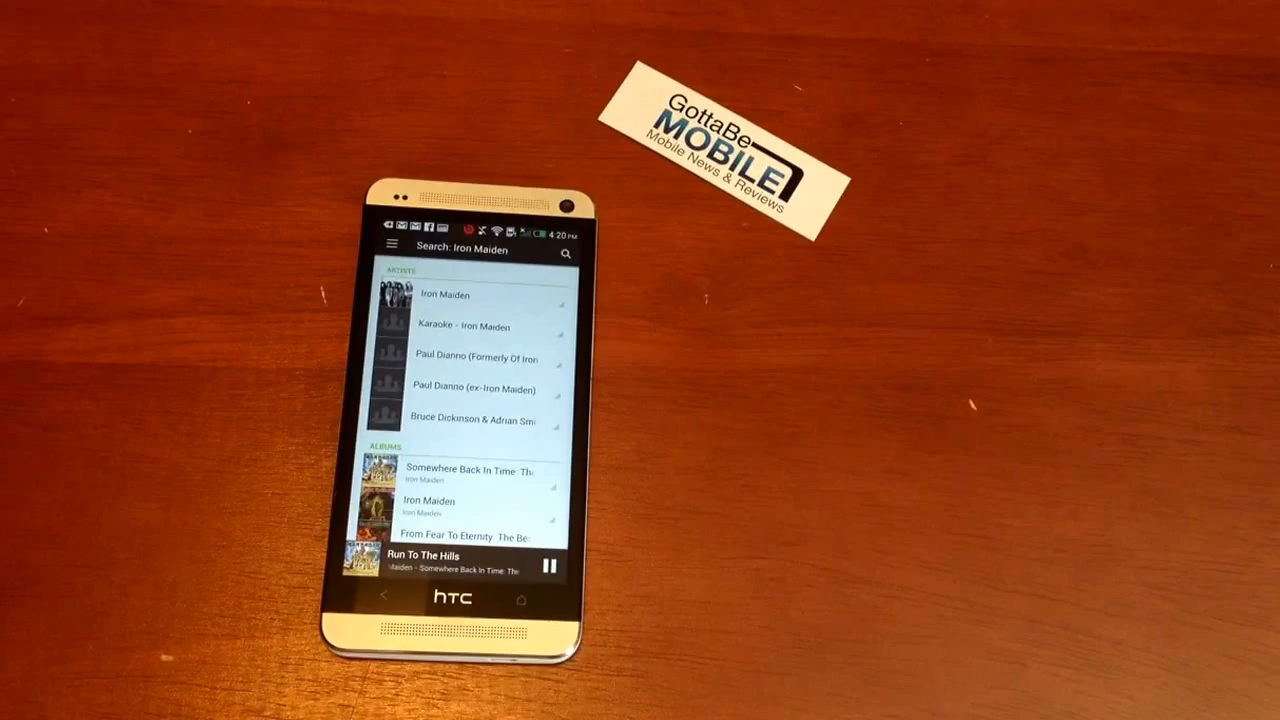 GottaBe
MOBILE
Mobile News & Reviews
4:20 PM
Search: Iron Maiden
ARTISTS
Iron Maiden
Karaoke - Iron Maiden
Paul Dianno (Formerly Of Iron
Paul Dianno (ex-Iron Maiden)
Bruce Dickinson & Adrian Smi
ALBUMS
Somewhere Back In Time: Th
Iron Maiden
Iron Maiden
Iron Maiden
From Fear To Eternity The Be
Run To The Hills
Maiden - Somewhere Back In Time: The
hTC